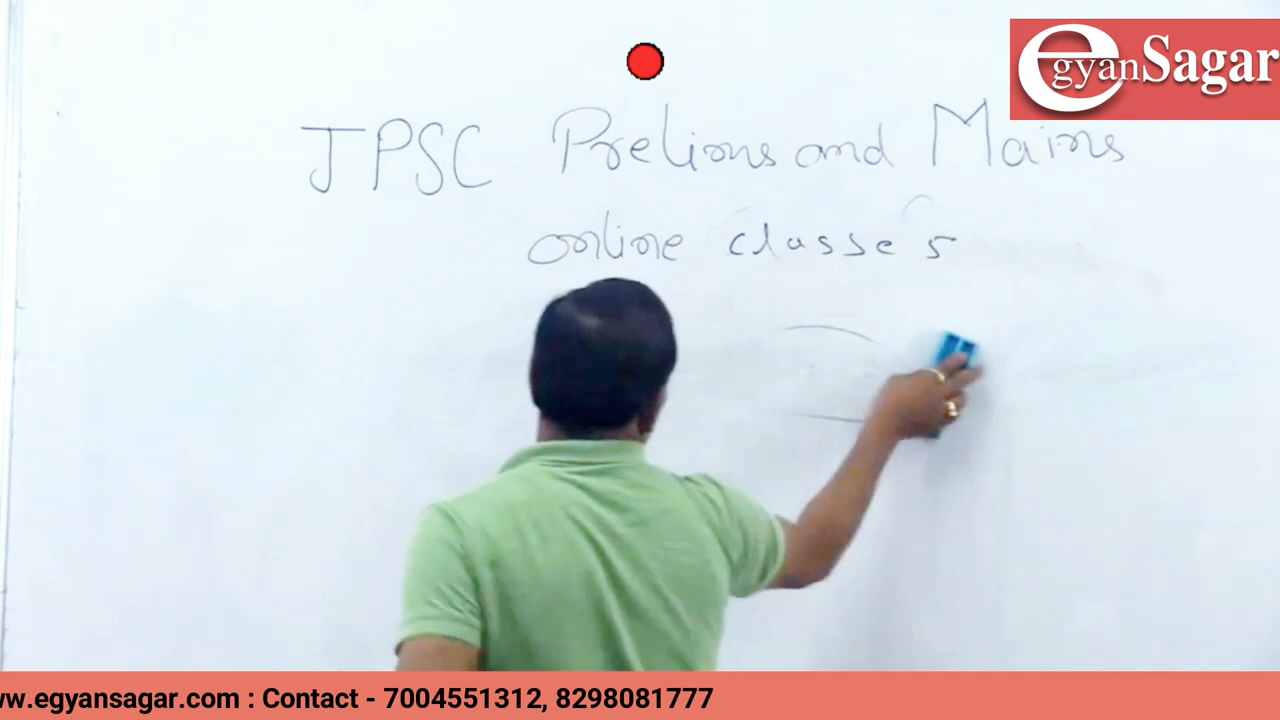 egyanSagar
JPSC Prelims and Mains
online classes
ww.egyansagar.com : Contact - 7004551312, 8298081777